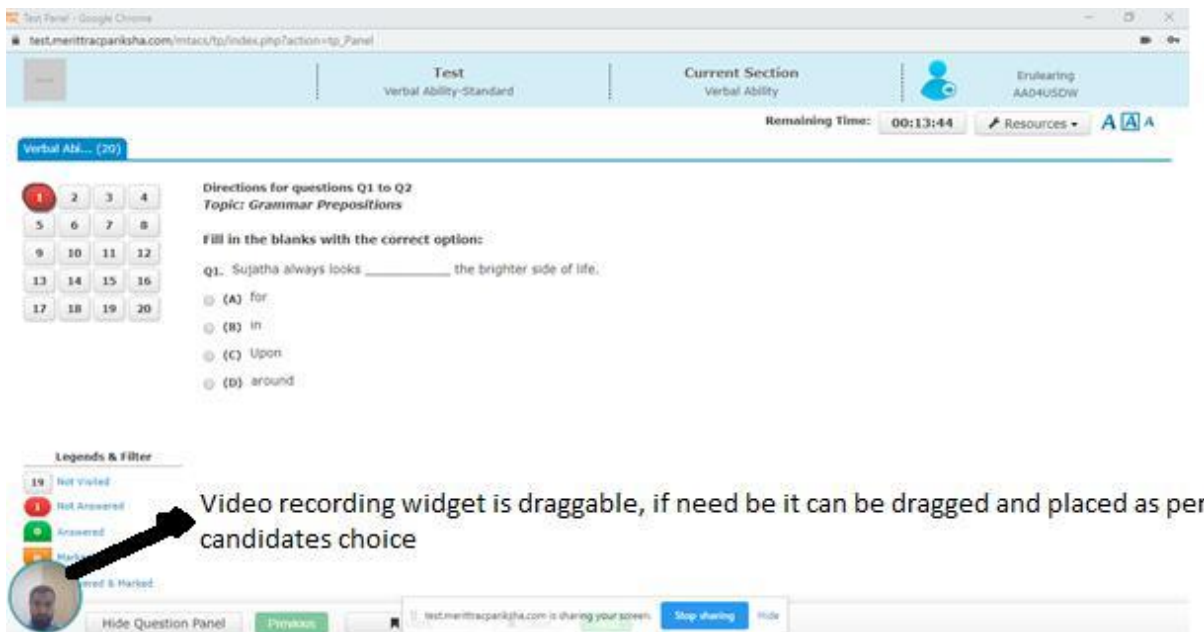 Test Panel - Google Chrome
test.merittracpariksha.com/mtacs/tp/index.php?action=tp_Panel
Test
Verbal Ability-Standard
Current Section
Verbal Ability
Erulearing
AA04USDW
Remaining Time: 00:13:44 Resources A A A
Verbal Abi... (20)
1 2 3 4
5 6 7 8
9 10 11 12
13 14 15 16
17 18 19 20
Directions for questions Q1 to Q2
Topic: Grammar Prepositions
Fill in the blanks with the correct option:
Q1. Sujatha always looks ____________ the brighter side of life.
(A) for
(B) in
(C) Upon
(D) around
Legends & Filter
19 Not Visited
1 Not Answered
0 Answered
& Marked
Video recording widget is draggable, if need be it can be dragged and placed as per
candidates choice
Hide Question Panel Previous
test.merittracpariksha.com is sharing your screen. Stop sharing Hide